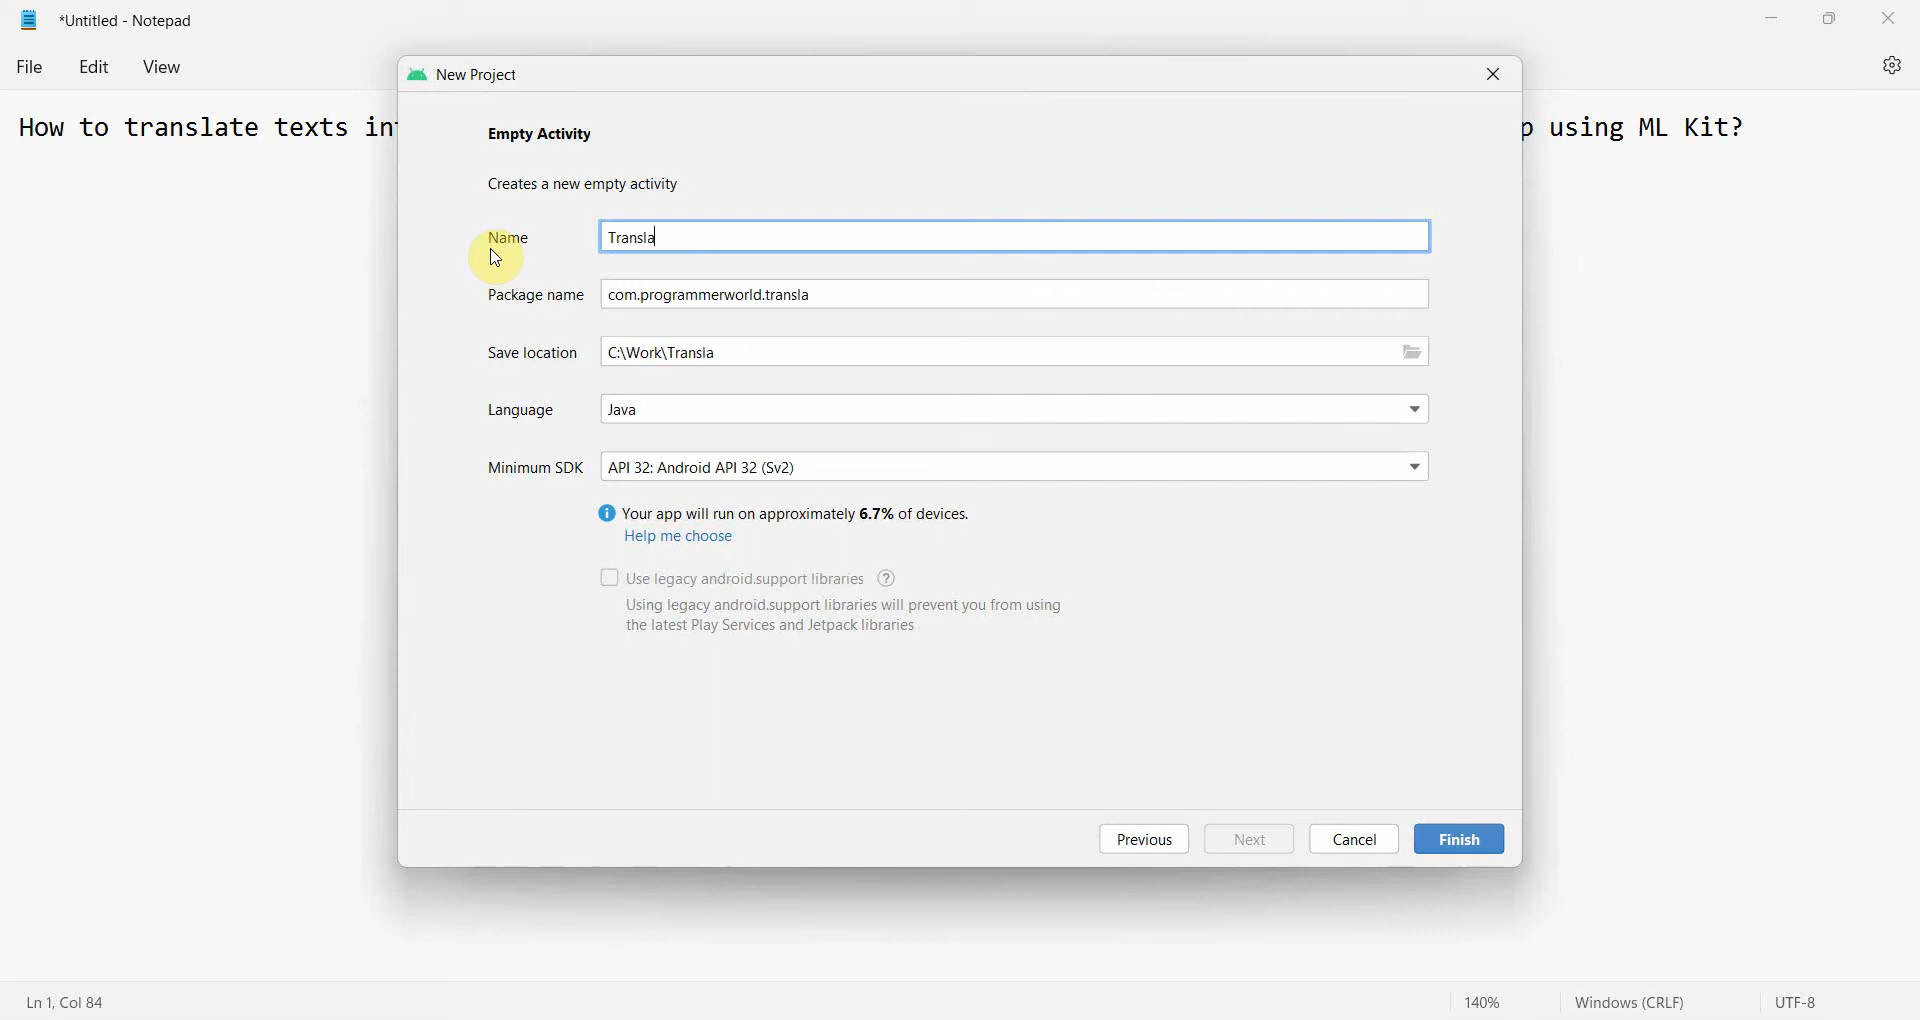 *Untitled - Notepad
File Edit View
How to translate texts in
using ML Kit?
New Project
Empty Activity
Creates a new empty activity
Name Transla
Package name com.programmerworld.transla
Save location C:\Work\Transla
Language Java
Minimum SDK API 32: Android API 32 (Sv2)
Your app will run on approximately 6.7% of devices.
Help me choose
Use legacy android.support libraries ?
Using legacy android.support libraries will prevent you from using
the latest Play Services and Jetpack libraries
Previous Next Cancel Finish
Ln 1, Col 84 140% Windows (CRLF) UTF-8